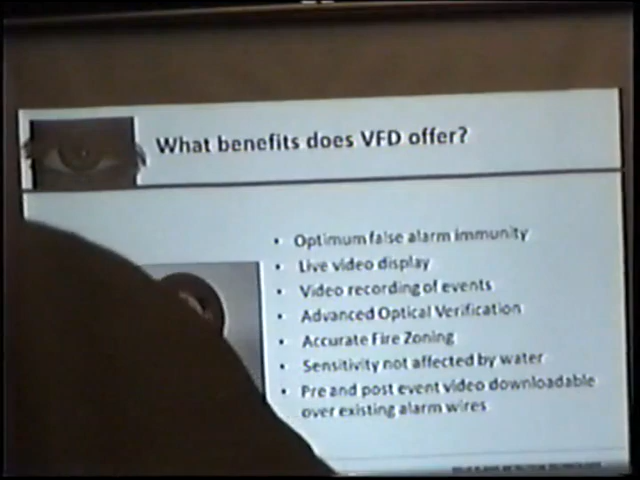 What benefits does VFD offer?
• Optimum false alarm immunity
• Live video display
• Video recording of events
• Advanced Optical Verification
• Accurate Fire Zoning
• Sensitivity not affected by water
• Pre and post event video downloadable
over existing alarm wires